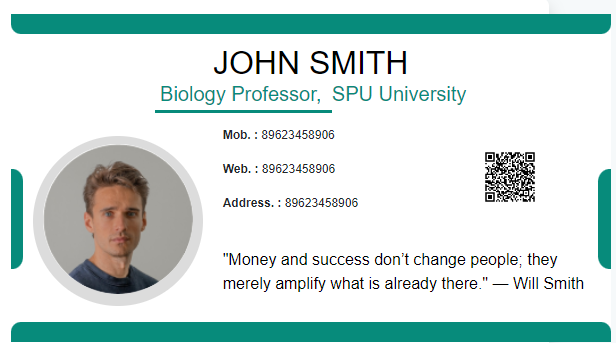 JOHN SMITH
Biology Professor, SPU University
Mob. : 89623458906
Web. : 89623458906
Address. : 89623458906
"Money and success don’t change people; they
merely amplify what is already there." — Will Smith